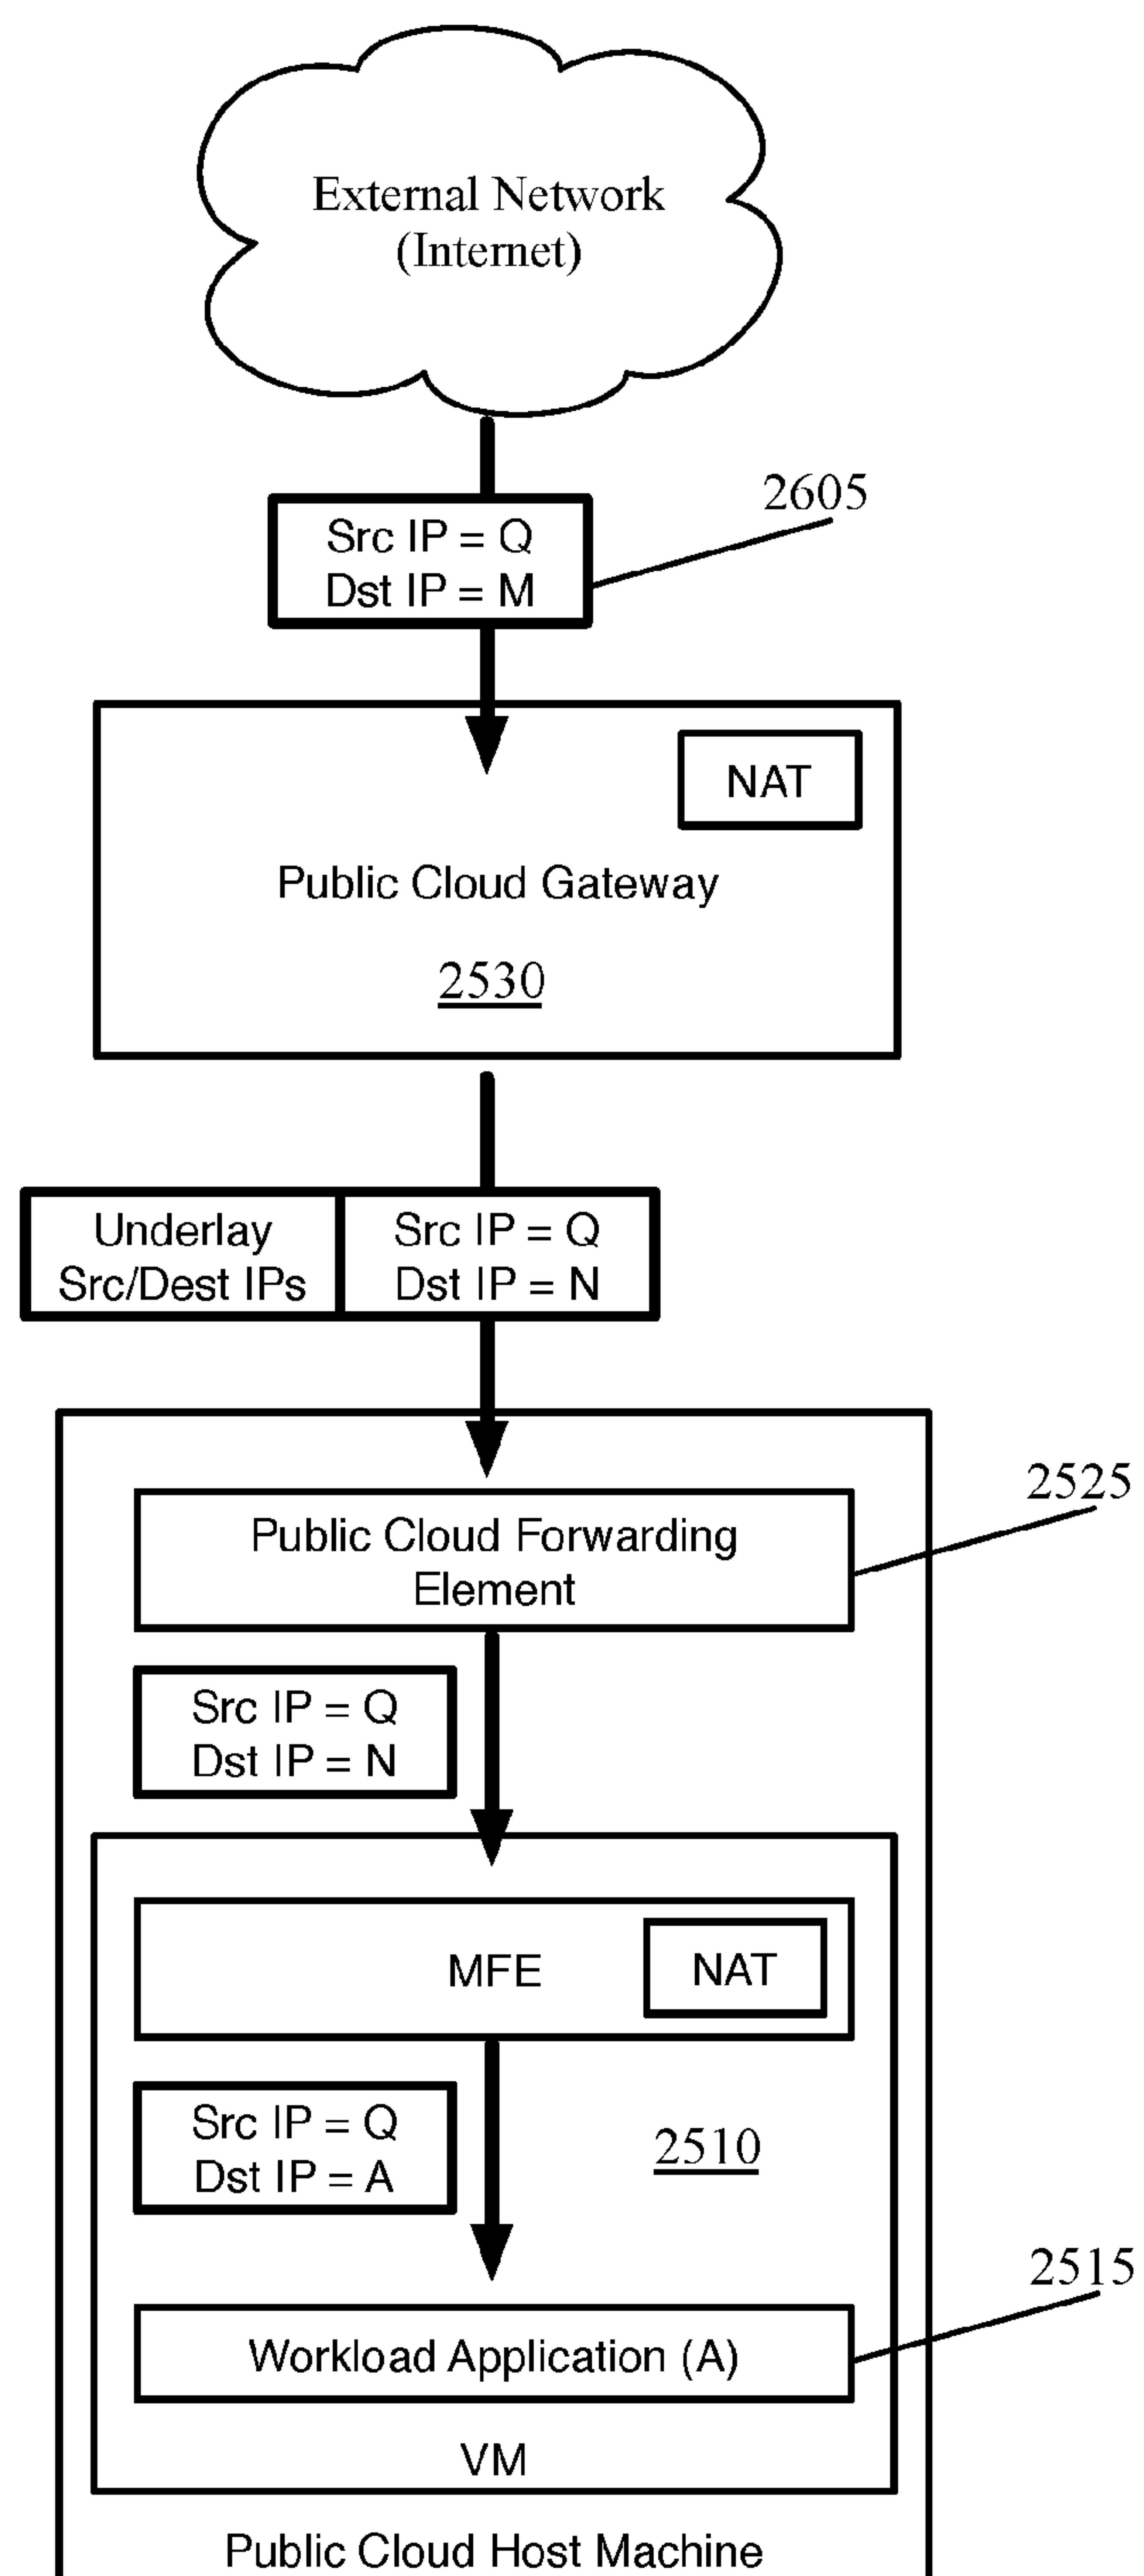 External Network
(Internet)
2605
Src IP = Q
Dst IP = M
NAT
Public Cloud Gateway
2530
Underlay
Src/Dest IPs
Src IP = Q
Dst IP = N
2525
Public Cloud Forwarding
Element
Src IP = Q
Dst IP = N
MFE
NAT
Src IP = Q
Dst IP = A
2510
2515
Workload Application (A)
VM
Public Cloud Host Machine